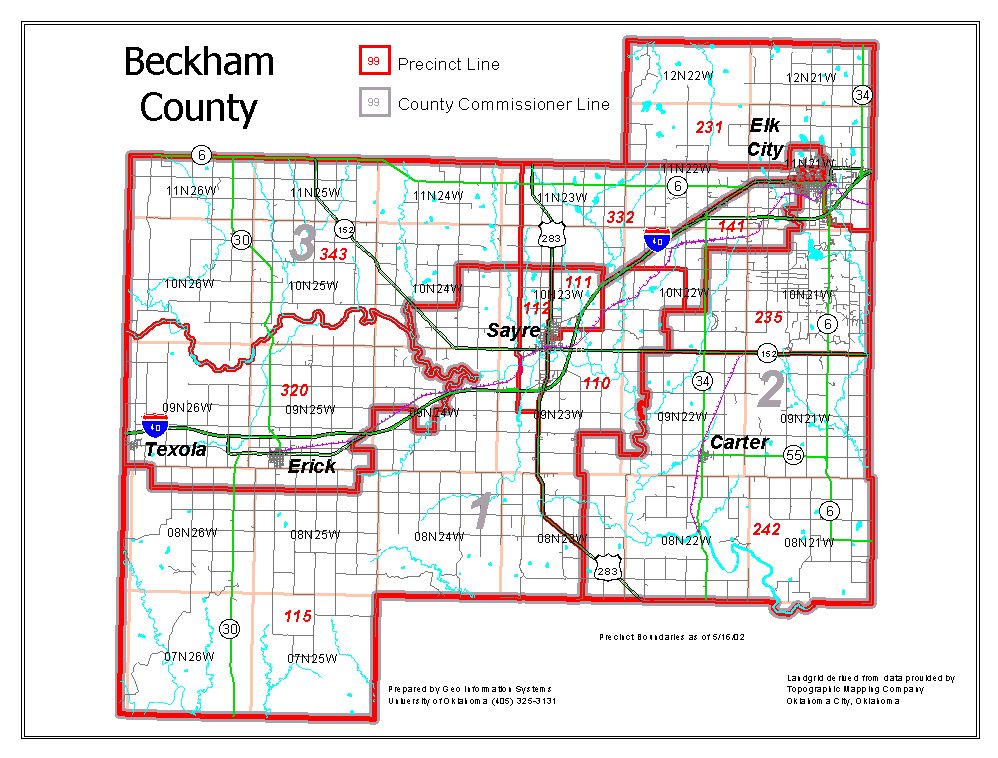 Beckham
County
99 Precinct Line
99 County Commissioner Line
12N22W 12N21W
34
231 Elk
City
6
11N22W 11N21W
11N26W 11N25W 11N24W 11N23W 6
332
152 283 40 141
30 3 343
10N26W 10N25W 10N24W 111
10N23W 10N22W 10N21W
112
235
Sayre 6
152
320 110 34 2
09N26W 09N25W 09N24W 09N23W 09N22W 09N21W
40
Texola Carter
Erick 55
1 6
08N26W 08N25W 08N24W 08N23W 08N22W 242
08N21W
283
115
30
07N26W 07N25W
Precinct Boundaries as of 5/16/02
Prepared by Geo Information Systems
University of Oklahoma (405) 325-3131
Landgrid derived from data provided by
Topographic Mapping Company
Oklahoma City, Oklahoma